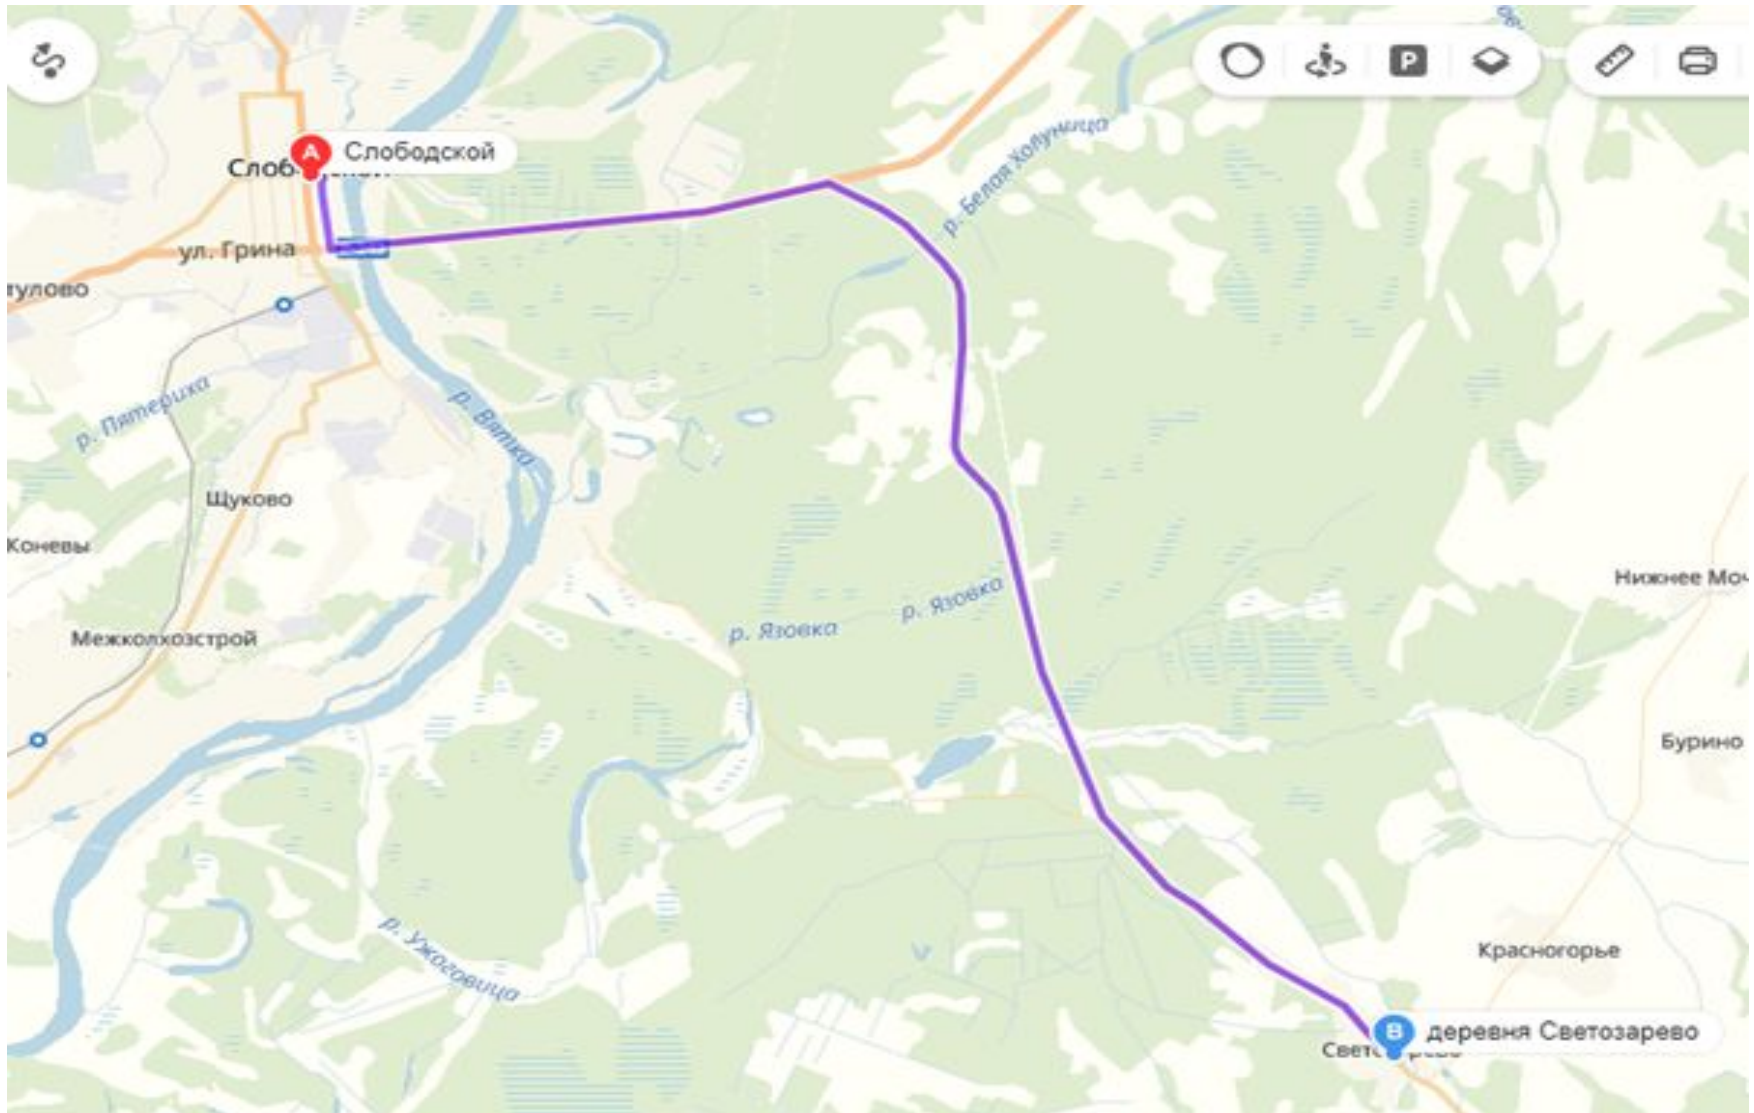 P
р. Белая Холуница
A Слободской
ул. Грина
тулово
р. Пятериха
р. Вятка
Щуково
Коневы
Нижнее Моч
р. Язовка
р. Язовка
Межколхозстрой
Бурино
р. Ужоговица
Красногорье
B деревня Светозарево